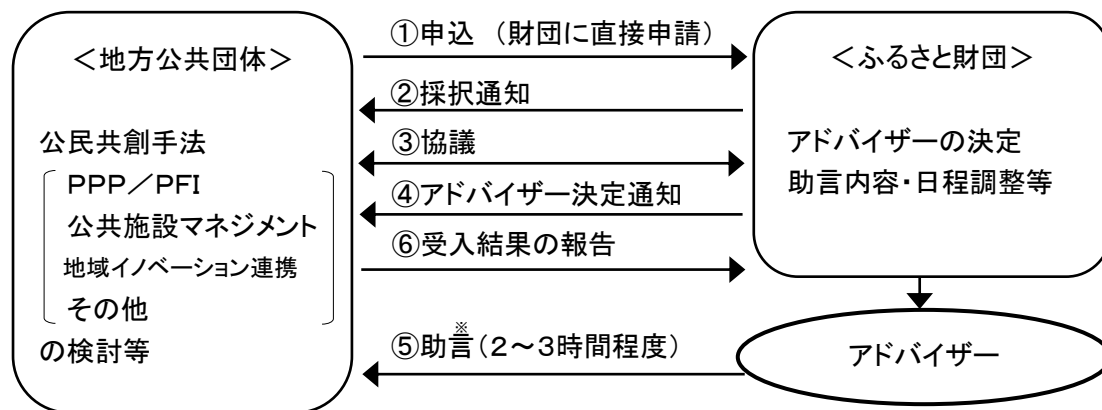 ＜地方公共団体＞
公民共創手法
ＰＰＰ／ＰＦＩ
公共施設マネジメント
地域イノベーション連携
その他
の検討等
①申込　（財団に直接申請）
②採択通知
③協議
④アドバイザー決定通知
⑥受入結果の報告
※
⑤助言（２～３時間程度）
＜ふるさと財団＞
アドバイザーの決定
助言内容・日程調整等
アドバイザー